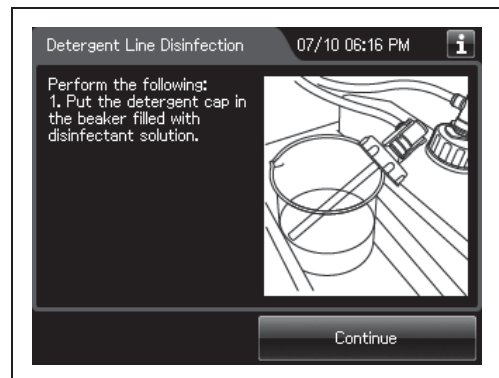 Detergent Line Disinfection
07/10 06:16 PM
i
Perform the following:
1. Put the detergent cap in
the beaker filled with
disinfectant solution.
Continue